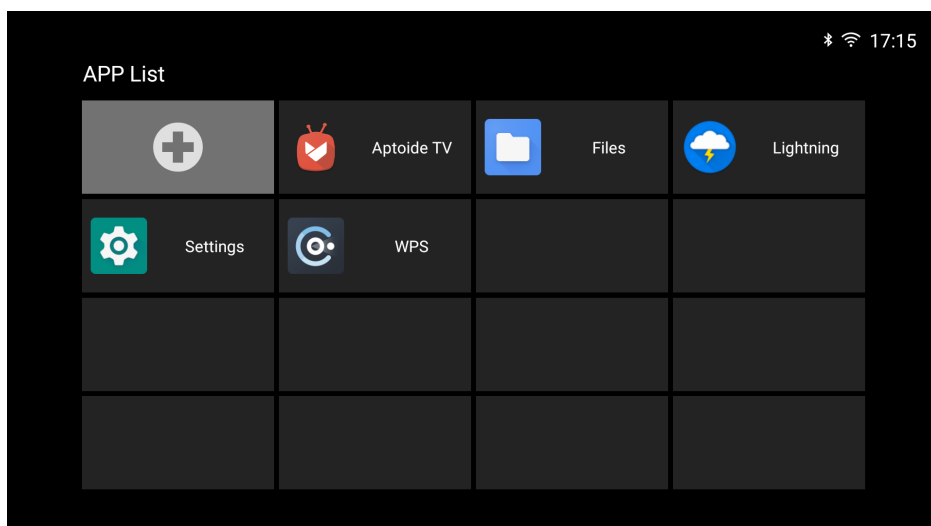 17:15
APP List
Aptoide TV
Files
Lightning
Settings
WPS